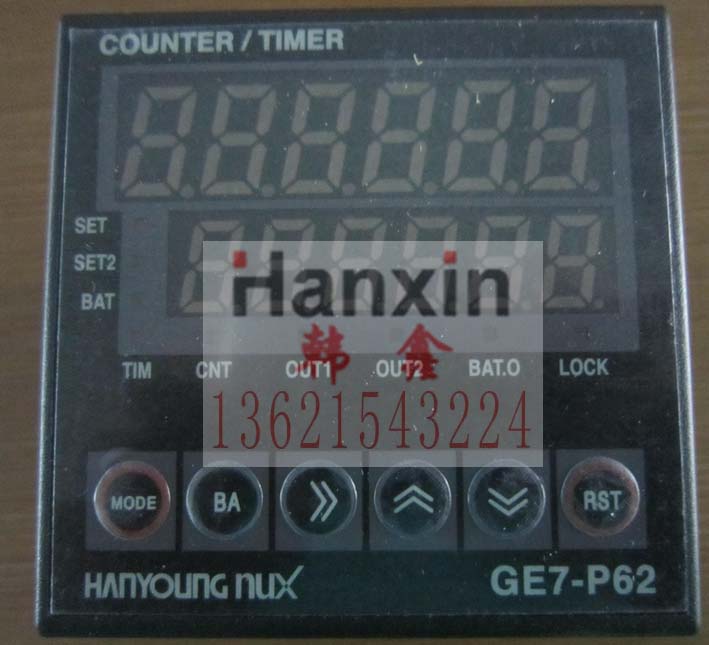 COUNTER / TIMER
SET
SET2
BAT
Hanxin
韩鑫
TIM CNT OUT1 OUT2 BAT.O LOCK
13621543224
MODE BA RST
HANYOUNG NUX GE7-P62